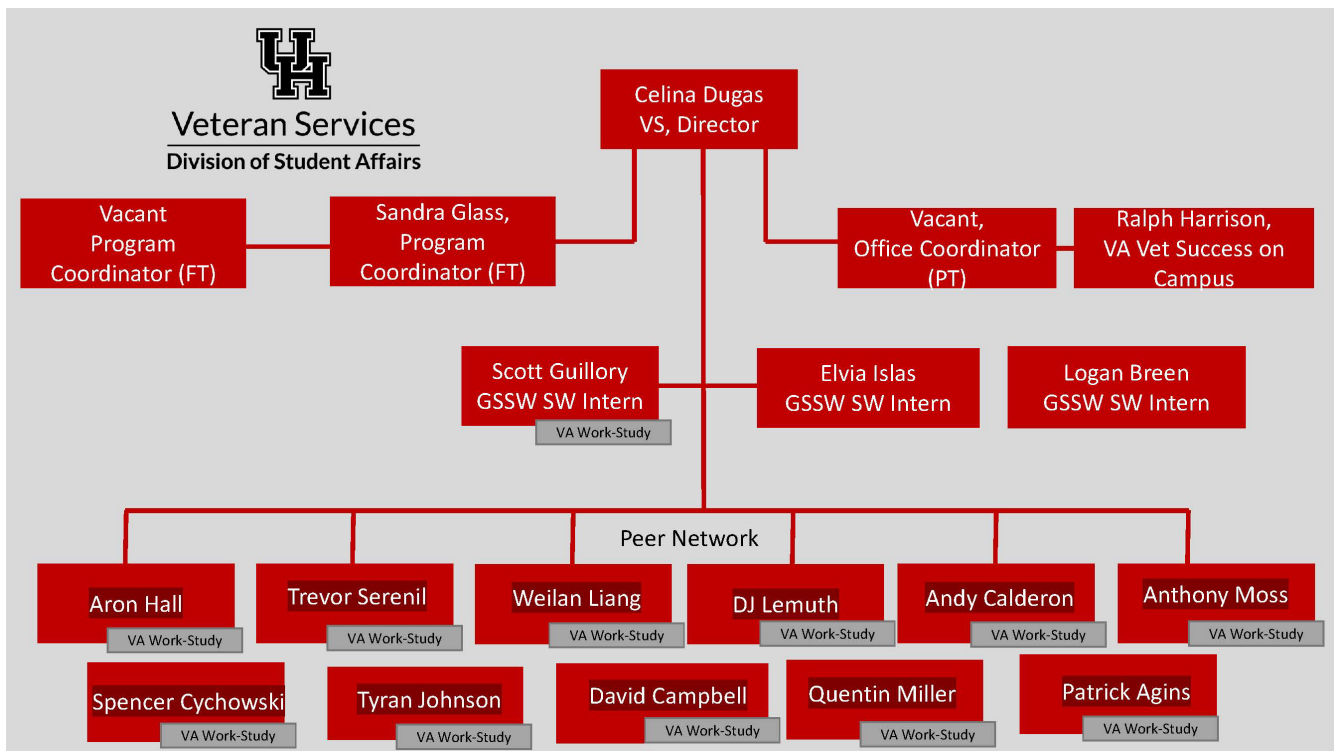 UH
Veteran Services
Division of Student Affairs
Celina Dugas
VS, Director
Vacant
Program
Coordinator (FT)
Sandra Glass,
Program
Coordinator (FT)
Vacant,
Office Coordinator
(PT)
Ralph Harrison,
VA Vet Success on
Campus
Scott Guillory
GSSW SW Intern
VA Work-Study
Elvia Islas
GSSW SW Intern
Logan Breen
GSSW SW Intern
Peer Network
Aron Hall
VA Work-Study
Trevor Serenil
VA Work-Study
Weilan Liang
VA Work-Study
DJ Lemuth
VA Work-Study
Andy Calderon
VA Work-Study
Anthony Moss
VA Work-Study
Spencer Cychowski
VA Work-Study
Tyran Johnson
VA Work-Study
David Campbell
VA Work-Study
Quentin Miller
VA Work-Study
Patrick Agins
VA Work-Study